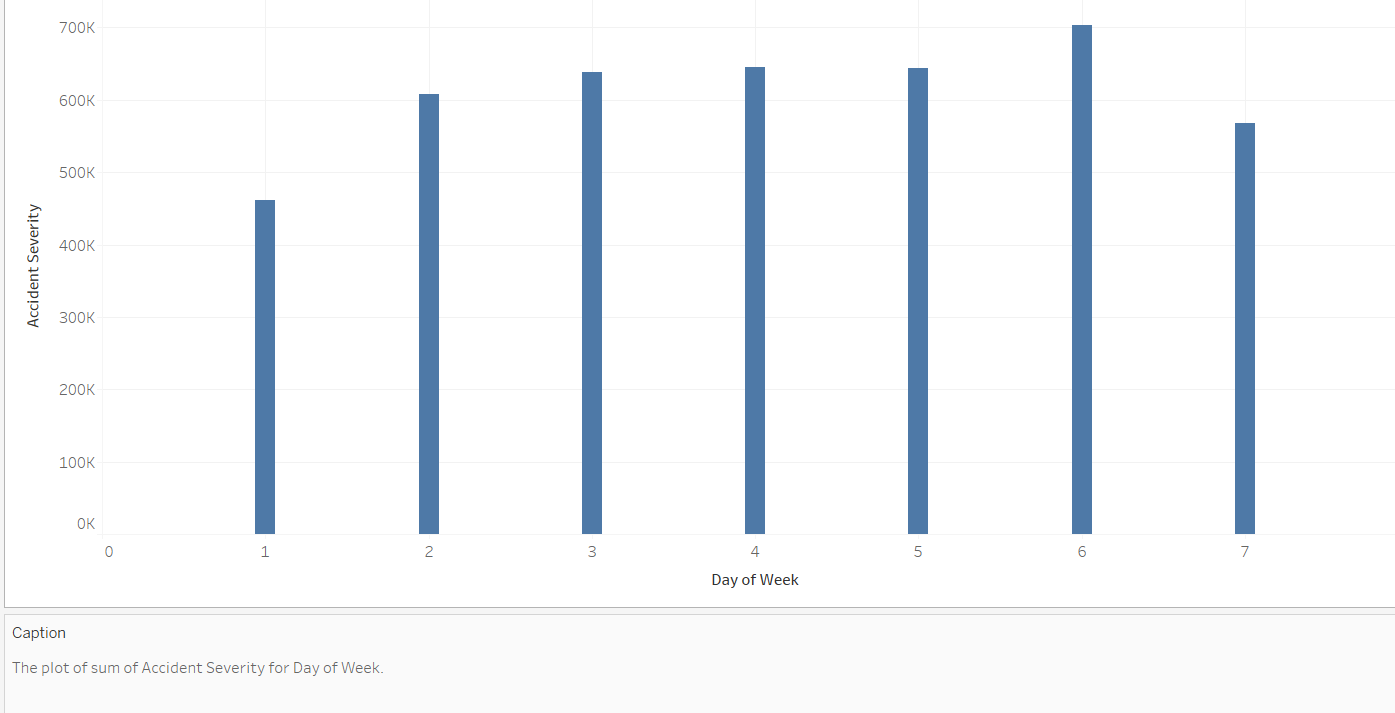 700K
600K
500K
400K
300K
200K
100K
0K
Accident Severity
0 1 2 3 4 5 6 7
Day of Week
Caption
The plot of sum of Accident Severity for Day of Week.